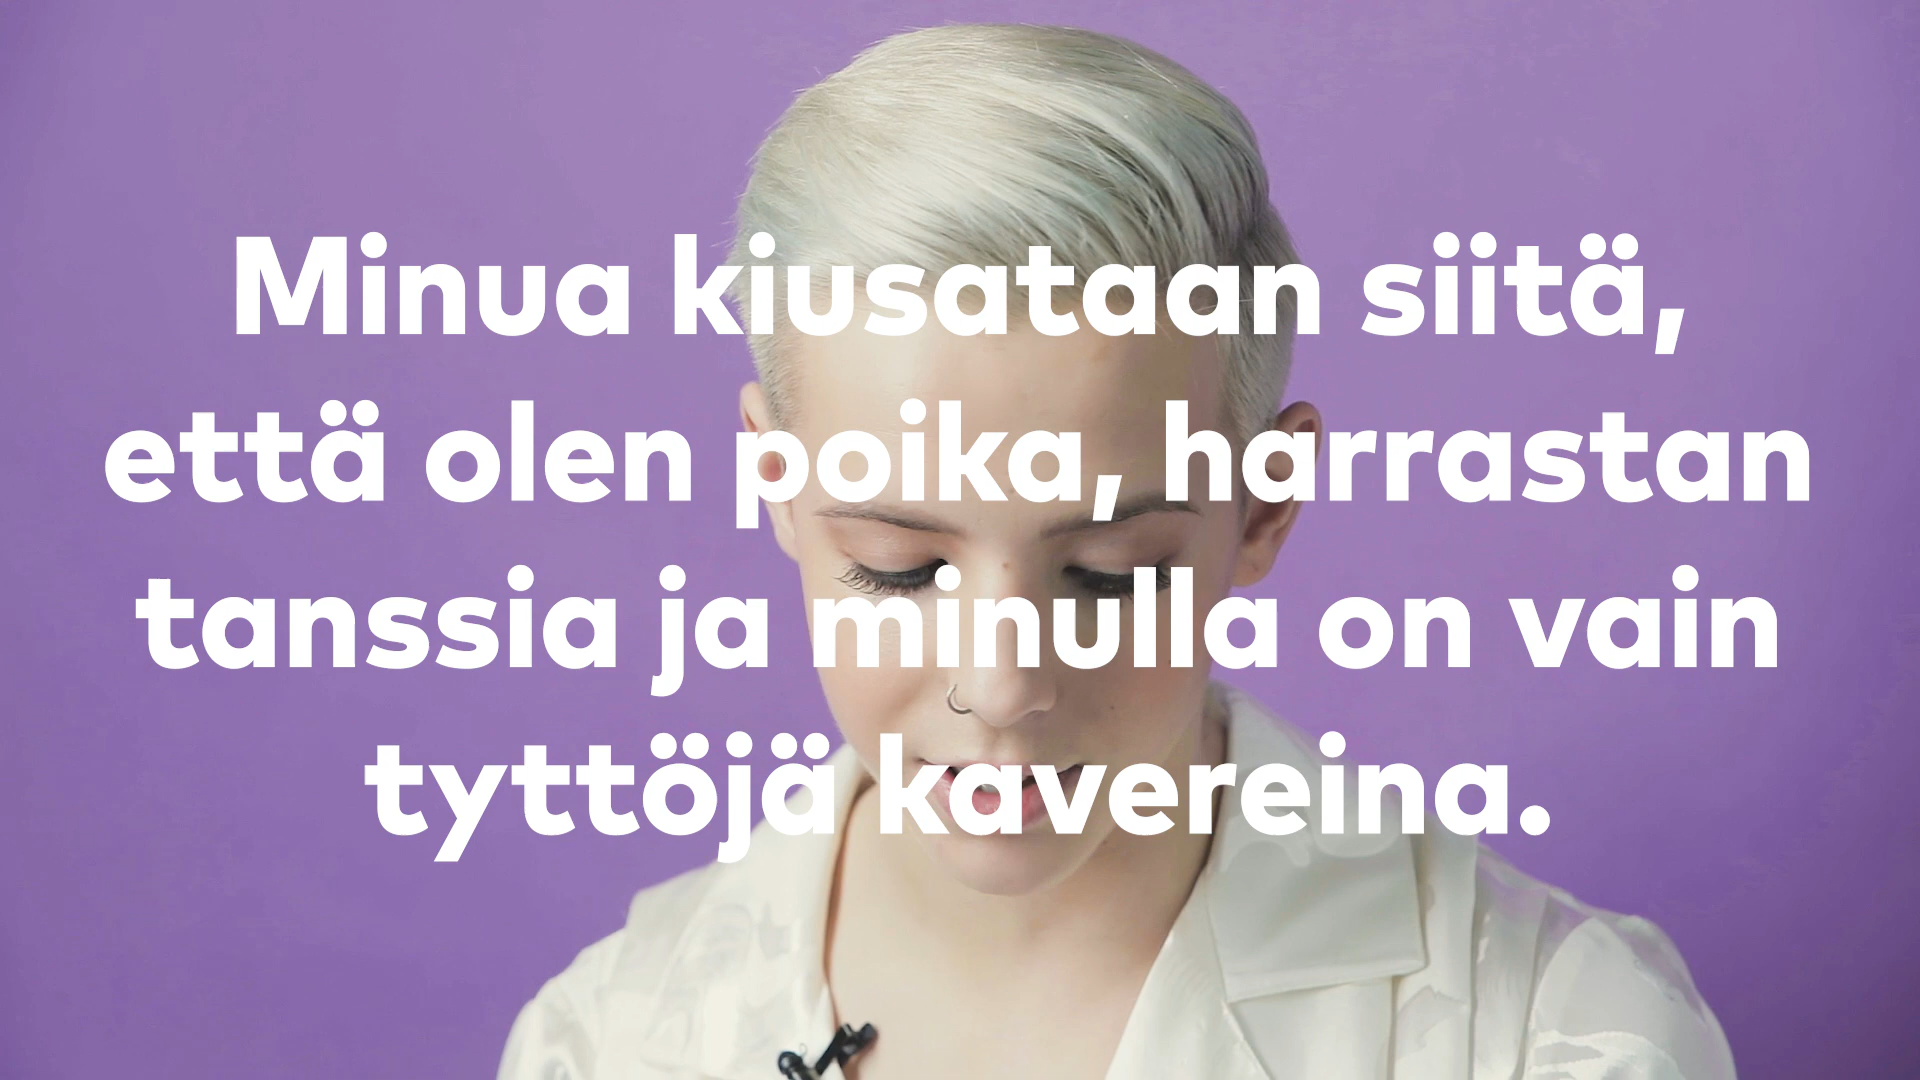 Minua kiusataan siitä,
että olen poika, harrastan
tanssia ja minulla on vain
tyttöjä kavereina.